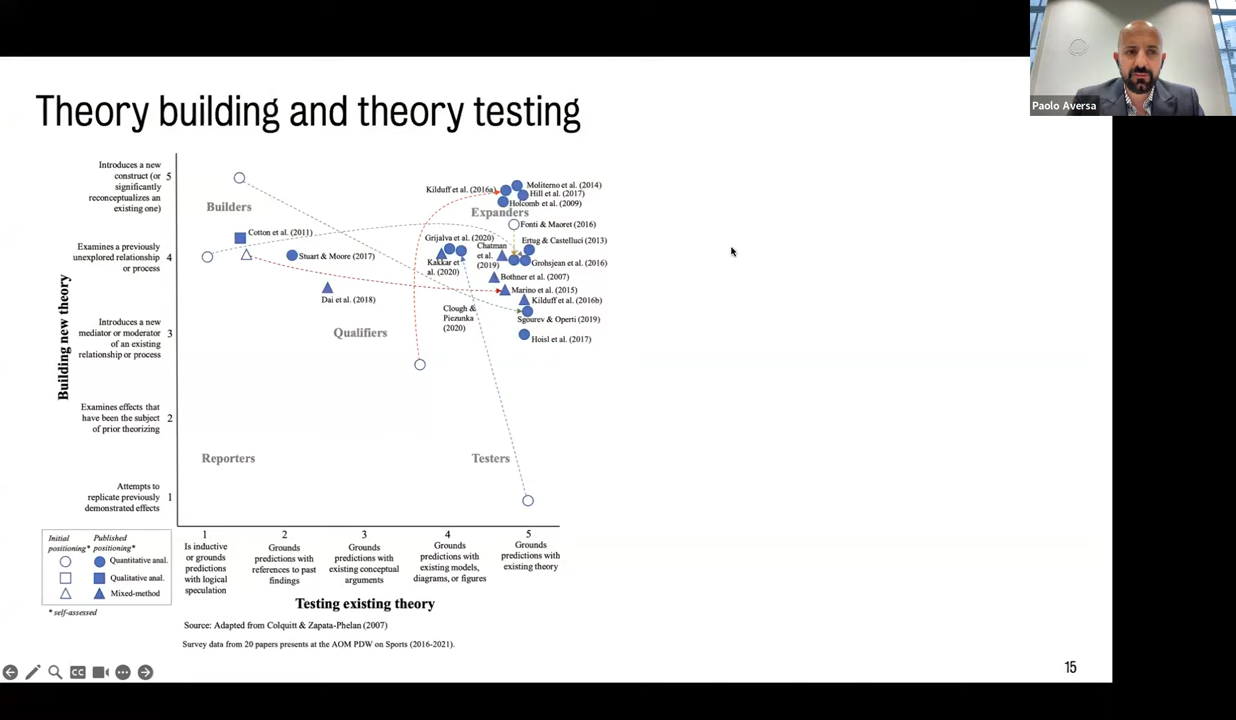 Paolo Aversa
Theory building and theory testing
Building new theory
Introduces a new
construct (or
significantly
reconceptualizes an
existing one)
5
Examines a previously
unexplored relationship
or process
4
Introduces a new
mediator or moderator
of an existing
relationship or process
3
Examines effects that
have been the subject
of prior theorizing
2
Attempts to
replicate previously
demonstrated effects
1
Builders
Expanders
Qualifiers
Reporters
Testers
Cotton et al. (2011)
Stuart & Moore (2017)
Dai et al. (2018)
Kilduff et al. (2016a)
Moliterno et al. (2014)
Hill et al. (2017)
Holcomb et al. (2009)
Fonti & Maoret (2016)
Grijalva et al. (2020)
Kakkar et
al. (2020)
Chatman
et al.
(2019)
Ertug & Castelluci (2013)
Grohsjean et al. (2016)
Bothner et al. (2007)
Marino et al. (2015)
Kilduff et al. (2016b)
Clough &
Piezunka
(2020)
Sgourev & Operti (2019)
Hoisl et al. (2017)
1
Is inductive
or grounds
predictions
with logical
speculation
2
Grounds
predictions with
references to past
findings
3
Grounds
predictions with
existing conceptual
arguments
4
Grounds
predictions with
existing models,
diagrams, or figures
5
Grounds
predictions with
existing theory
Testing existing theory
Initial Published
positioning* positioning*
Quantitative anal.
Qualitative anal.
Mixed-method
* self-assessed
Source: Adapted from Colquitt & Zapata-Phelan (2007)
Survey data from 20 papers presents at the AOM PDW on Sports (2016-2021).
CC
15